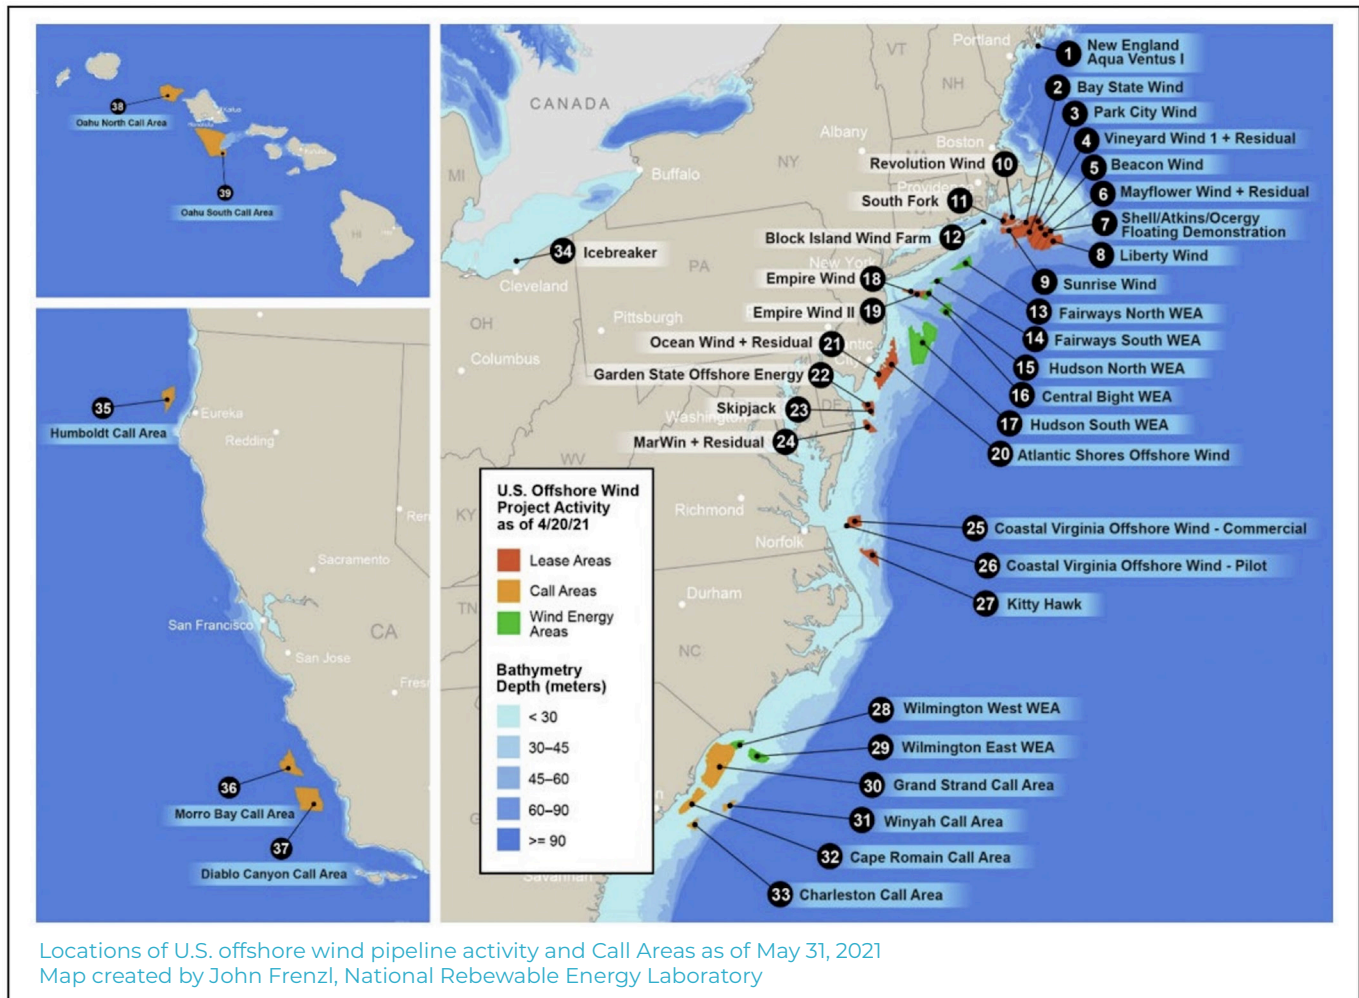 38
Oahu North Call Area
39
Oahu South Call Area
HI
35
Humboldt Call Area
Eureka
Redding
Sacramento
San Francisco
CA
San Jose
36
Morro Bay Call Area
37
Diablo Canyon Call Area
CANADA
MI
Buffalo
Albany
NY
VT
NH
Portland
Boston
PA
34 Icebreaker
Cleveland
OH
Pittsburgh
Columbus
WV
KY
Richmond
Norfolk
TN
Durham
NC
1 New England
Aqua Ventus I
2 Bay State Wind
3 Park City Wind
4 Vineyard Wind 1 + Residual
5 Beacon Wind
6 Mayflower Wind + Residual
7 Shell/Atkins/Ocergy
Floating Demonstration
8 Liberty Wind
9 Sunrise Wind
Revolution Wind 10
South Fork 11
Block Island Wind Farm 12
13 Fairways North WEA
14 Fairways South WEA
15 Hudson North WEA
16 Central Bight WEA
17 Hudson South WEA
New York
Empire Wind 18
Empire Wind II 19
20 Atlantic Shores Offshore Wind
Ocean Wind + Residual 21
Garden State Offshore Energy 22
DE
Skipjack 23
Washington
MarWin + Residual 24
25 Coastal Virginia Offshore Wind - Commercial
26 Coastal Virginia Offshore Wind - Pilot
27 Kitty Hawk
28 Wilmington West WEA
29 Wilmington East WEA
30 Grand Strand Call Area
31 Winyah Call Area
32 Cape Romain Call Area
33 Charleston Call Area
U.S. Offshore Wind
Project Activity
as of 4/20/21
Lease Areas
Call Areas
Wind Energy
Areas
Bathymetry
Depth (meters)
< 30
30–45
45–60
60–90
>= 90
Locations of U.S. offshore wind pipeline activity and Call Areas as of May 31, 2021
Map created by John Frenzl, National Rebewable Energy Laboratory